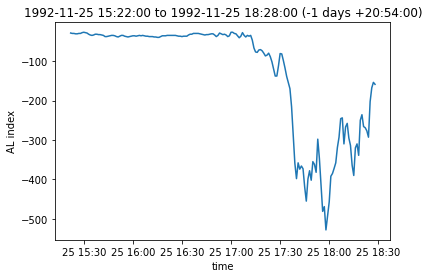 1992-11-25 15:22:00 to 1992-11-25 18:28:00 (-1 days +20:54:00)
AL index
−100
−200
−300
−400
−500
25 15:30 25 16:00 25 16:30 25 17:00 25 17:30 25 18:00 25 18:30
time